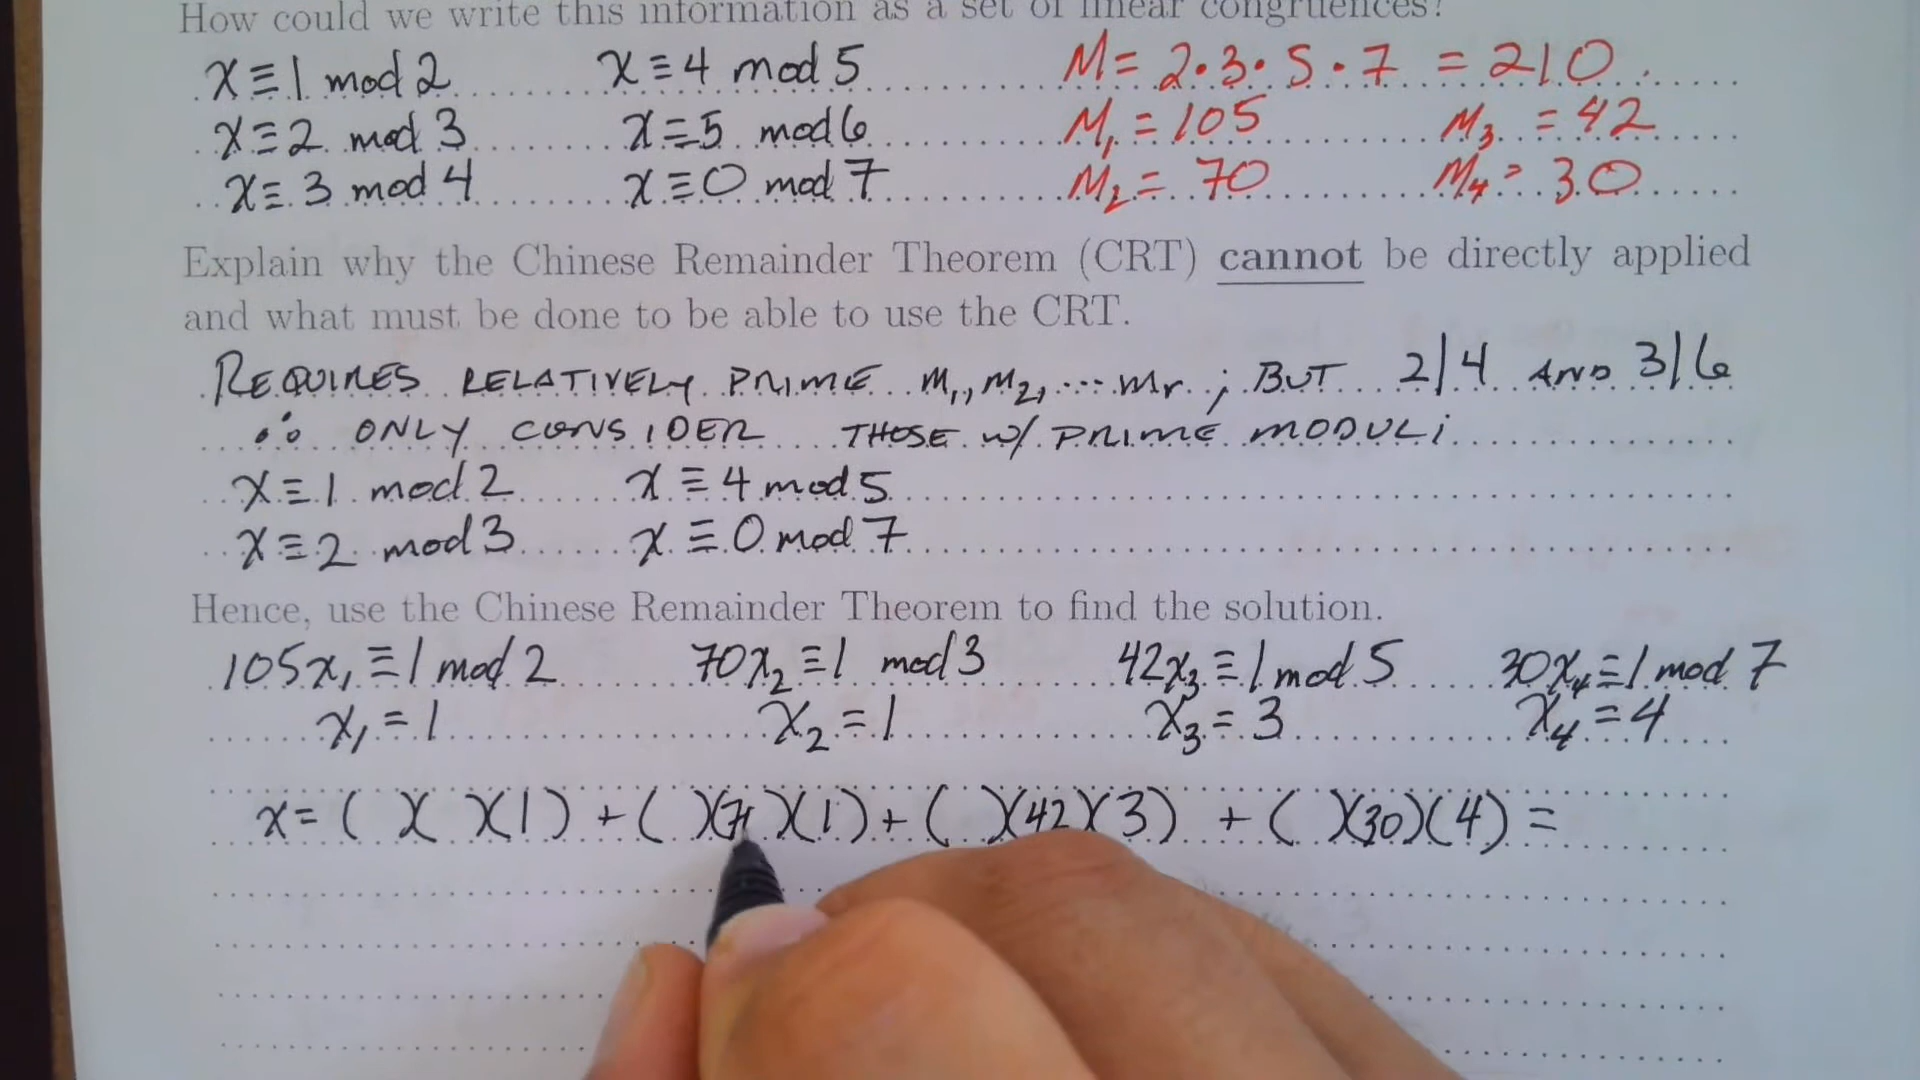 How could we write this information as a set of linear congruences?
x ≡ 1 mod 2 x ≡ 4 mod 5 M = 2·3·5·7 = 210
x ≡ 2 mod 3 x ≡ 5 mod 6 M₁ = 105 M₃ = 42
x ≡ 3 mod 4 x ≡ 0 mod 7 M₂ = 70 M₄ = 30
Explain why the Chinese Remainder Theorem (CRT) cannot be directly applied
and what must be done to be able to use the CRT.
REQUIRES RELATIVELY PRIME m₁, m₂, ... mr ; BUT 2|4 AND 3|6
∴ ONLY CONSIDER THOSE w/ PRIME MODULI
x ≡ 1 mod 2 x ≡ 4 mod 5
x ≡ 2 mod 3 x ≡ 0 mod 7
Hence, use the Chinese Remainder Theorem to find the solution.
105x₁ ≡ 1 mod 2 70x₂ ≡ 1 mod 3 42x₃ ≡ 1 mod 5 30x₄ ≡ 1 mod 7
x₁ = 1 x₂ = 1 x₃ = 3 x₄ = 4
x = ( )( )(1) + ( )(7 )(1) + ( )(42)(3) + ( )(30)(4) =